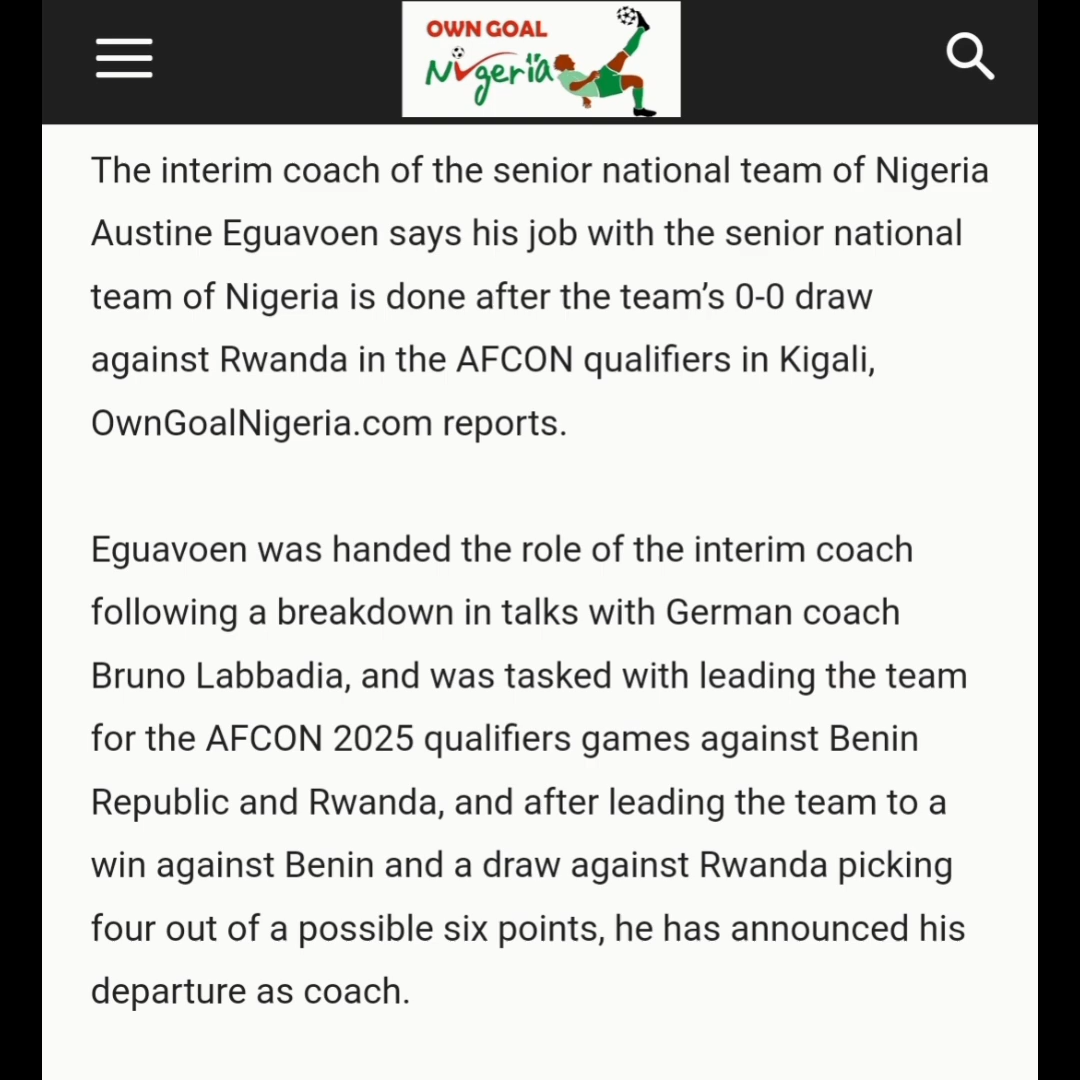 OWN GOAL
Nigeria
The interim coach of the senior national team of Nigeria
Austine Eguavoen says his job with the senior national
team of Nigeria is done after the team’s 0-0 draw
against Rwanda in the AFCON qualifiers in Kigali,
OwnGoalNigeria.com reports.
Eguavoen was handed the role of the interim coach
following a breakdown in talks with German coach
Bruno Labbadia, and was tasked with leading the team
for the AFCON 2025 qualifiers games against Benin
Republic and Rwanda, and after leading the team to a
win against Benin and a draw against Rwanda picking
four out of a possible six points, he has announced his
departure as coach.